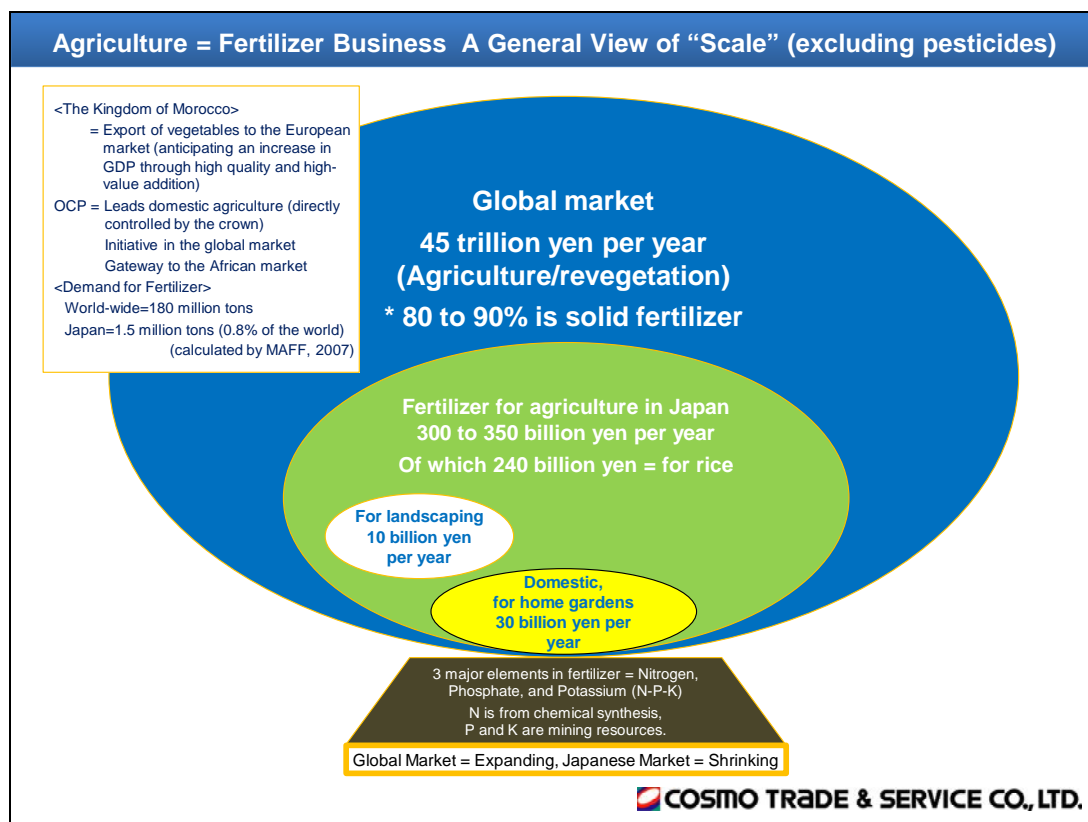 Agriculture = Fertilizer Business A General View of “Scale” (excluding pesticides)
<The Kingdom of Morocco>
= Export of vegetables to the European
market (anticipating an increase in
GDP through high quality and high-
value addition)
OCP = Leads domestic agriculture (directly
controlled by the crown)
Initiative in the global market
Gateway to the African market
<Demand for Fertilizer>
World-wide=180 million tons
Japan=1.5 million tons (0.8% of the world)
(calculated by MAFF, 2007)
Global market
45 trillion yen per year
(Agriculture/revegetation)
* 80 to 90% is solid fertilizer
Fertilizer for agriculture in Japan
300 to 350 billion yen per year
Of which 240 billion yen = for rice
For landscaping
10 billion yen
per year
Domestic,
for home gardens
30 billion yen per
year
3 major elements in fertilizer = Nitrogen,
Phosphate, and Potassium (N-P-K)
N is from chemical synthesis,
P and K are mining resources.
Global Market = Expanding, Japanese Market = Shrinking
COSMO TRADE & SERVICE CO., LTD.